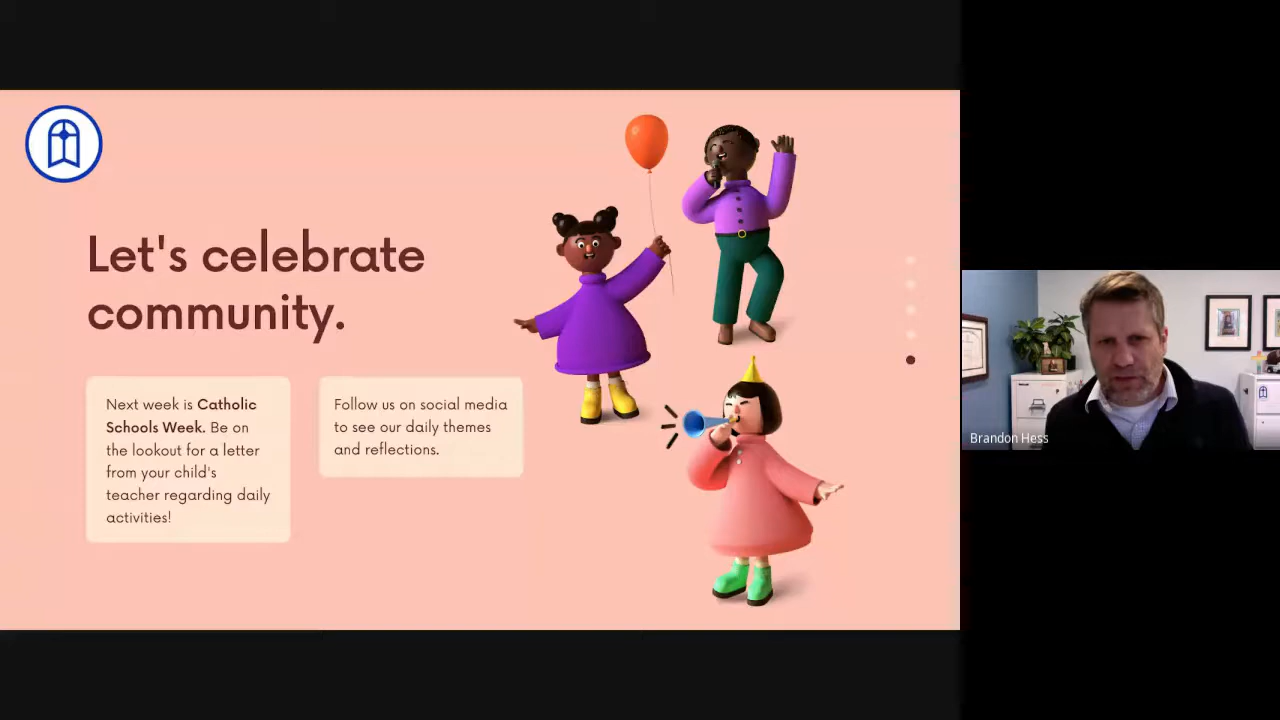 Let's celebrate
community.
Next week is Catholic
Schools Week. Be on
the lookout for a letter
from your child's
teacher regarding daily
activities!
Follow us on social media
to see our daily themes
and reflections.
Brandon Hess